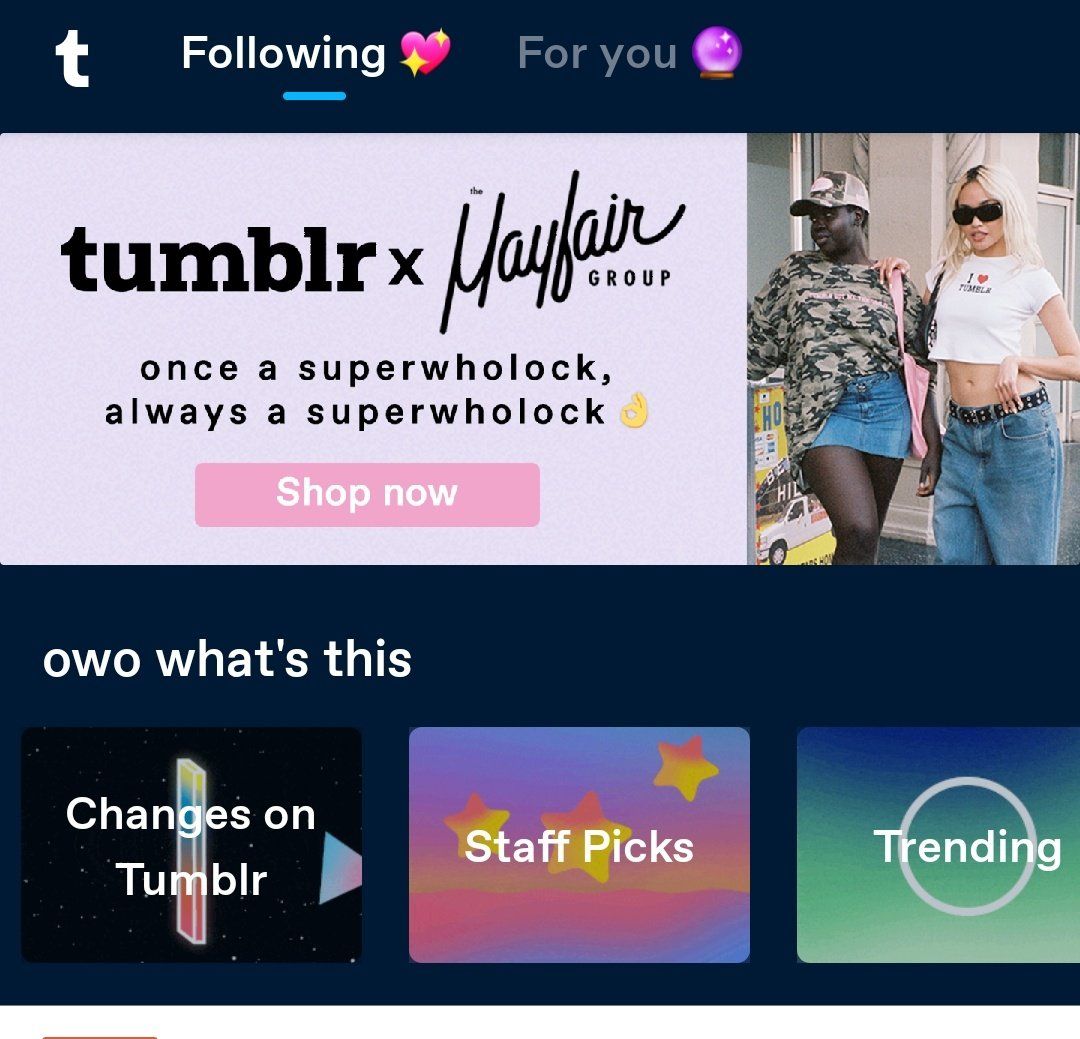 t
Following 💖
For you 🔮
tumblr x the Mayfair
GROUP
once a superwholock,
always a superwholock 👌
Shop now
I ❤ TUMBLR
HO
owo what's this
Changes on
Tumblr
Staff Picks
Trending